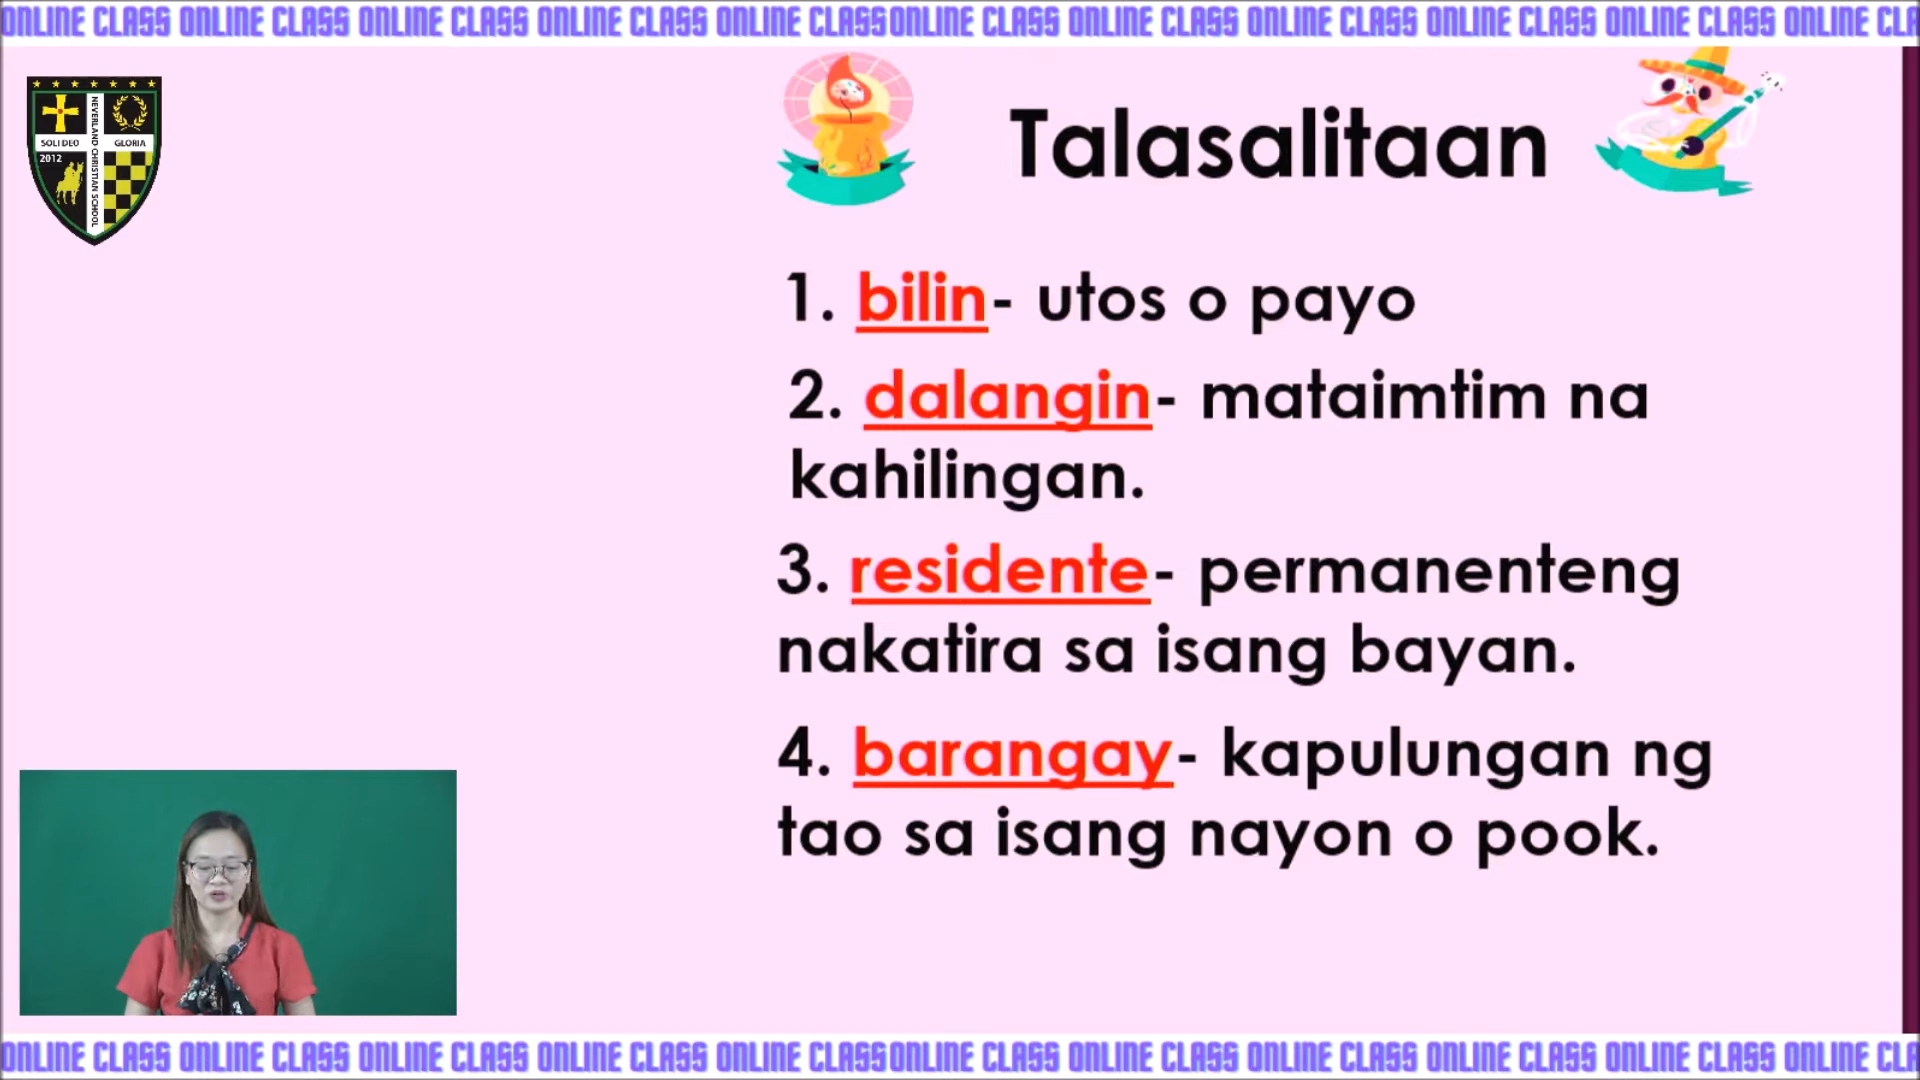 ONLINE CLASS ONLINE CLASS ONLINE CLASS ONLINE CLASS ONLINE CLASS ONLINE CLASS ONLINE CLASS ONLINE CLASS ONLINE CLASS ONLINE CLASS ONLINE CLA
SOLI DEO GLORIA
2012
NEVERLAND CHRISTIAN SCHOOL
Talasalitaan
1. bilin- utos o payo
2. dalangin- mataimtim na
kahilingan.
3. residente- permanenteng
nakatira sa isang bayan.
4. barangay- kapulungan ng
tao sa isang nayon o pook.
ONLINE CLASS ONLINE CLASS ONLINE CLASS ONLINE CLASS ONLINE CLASS ONLINE CLASS ONLINE CLASS ONLINE CLASS ONLINE CLASS ONLINE CLASS ONLINE CLA